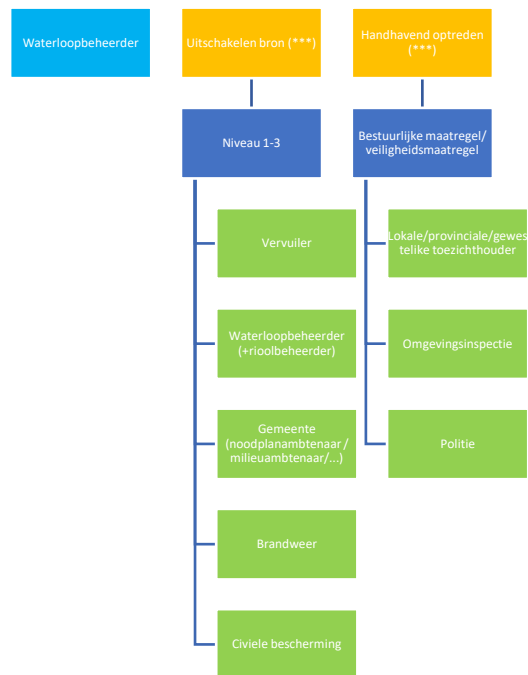 Waterloopbeheerder
Uitschakelen bron (***)
Handhavend optreden
(***)
Niveau 1-3
Bestuurlijke maatregel/
veiligheidsmaatregel
Vervuiler
Lokale/provinciale/gewes
telike toezichthouder
Waterloopbeheerder
(+rioolbeheerder)
Omgevingsinspectie
Gemeente
(noodplanambtenaar/
milieuambtenaar/...)
Politie
Brandweer
Civiele bescherming